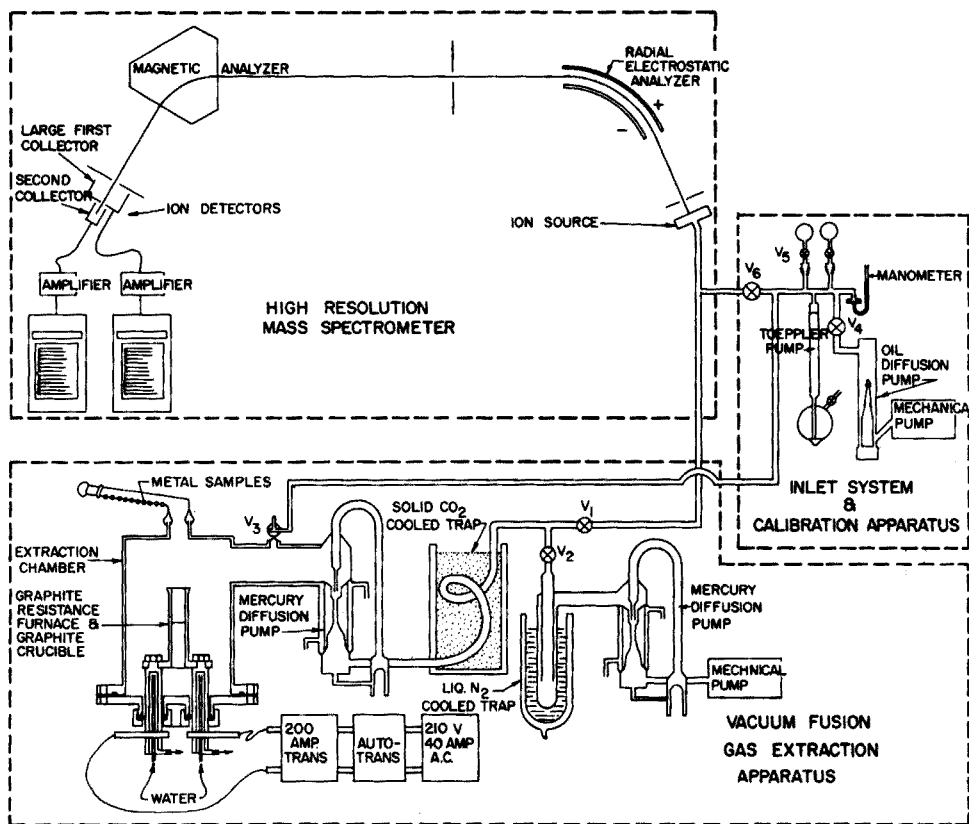 MAGNETIC ANALYZER
RADIAL
ELECTROSTATIC
ANALYZER
+
−
LARGE FIRST
COLLECTOR
SECOND
COLLECTOR
ION DETECTORS
ION SOURCE
AMPLIFIER
AMPLIFIER
HIGH RESOLUTION
MASS SPECTROMETER
V6
V5
MANOMETER
V4
TOEPPLER
PUMP
OIL
DIFFUSION
PUMP
MECHANICA
PUMP
INLET SYSTEM
&
CALIBRATION APPARATUS
METAL SAMPLES
V3
SOLID CO2
COOLED TRAP
V1
V2
EXTRACTION
CHAMBER
GRAPHITE
RESISTANCE
FURNACE &
GRAPHITE
CRUCIBLE
MERCURY
DIFFUSION
PUMP
MERCURY
DIFFUSION
PUMP
LIQ. N2
COOLED TRAP
MECHNICAL
PUMP
200
AMP.
TRANS
AUTO-
TRANS
210 V
40 AMP
A.C.
WATER
VACUUM FUSION
GAS EXTRACTION
APPARATUS